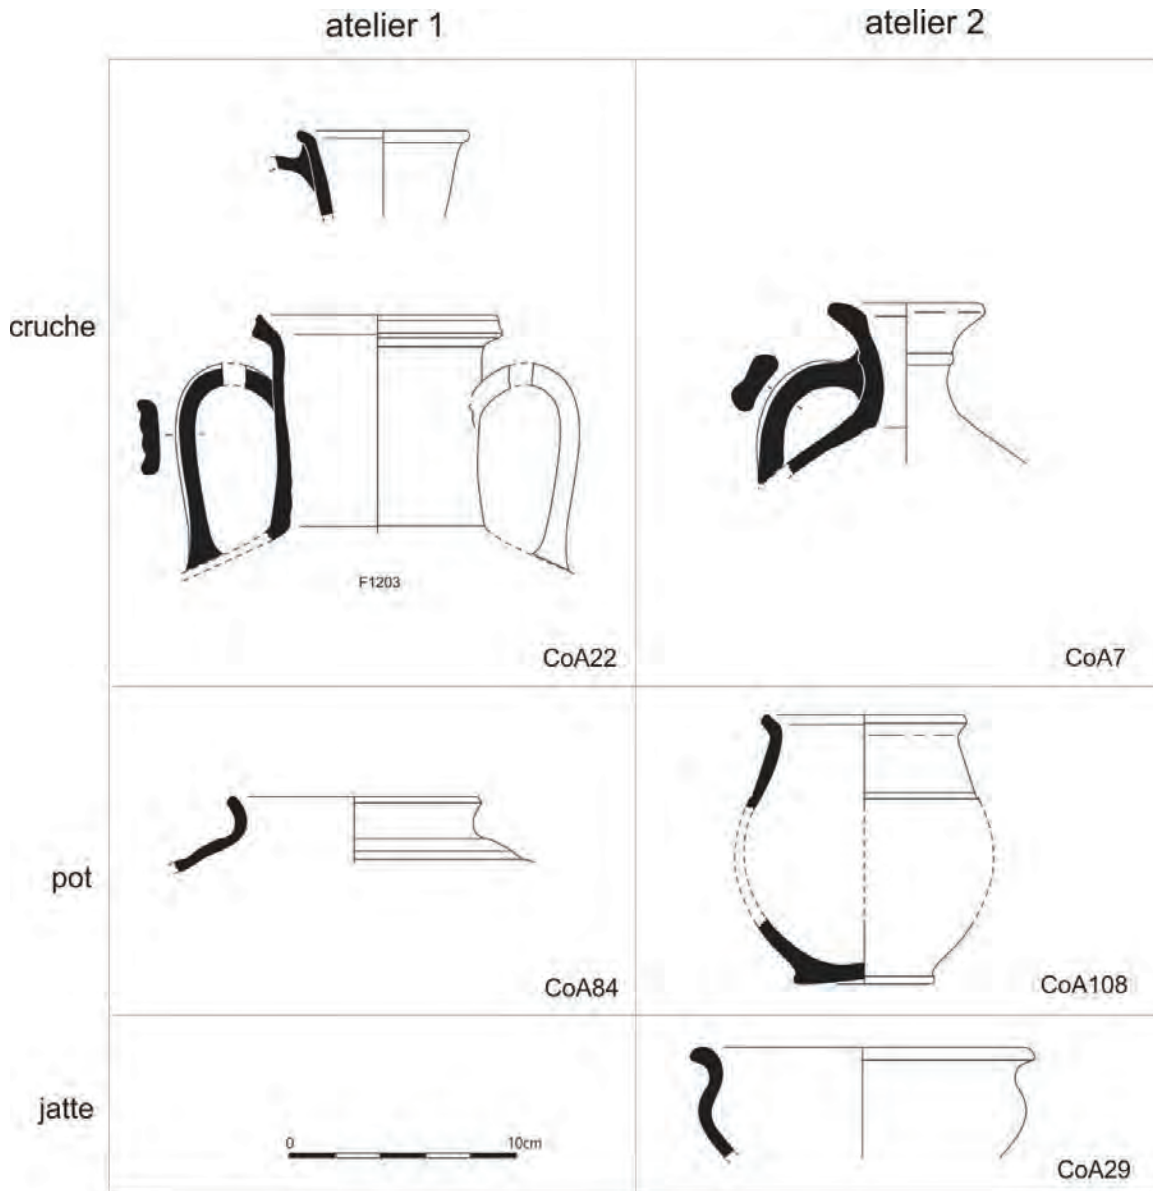 atelier 1
atelier 2
cruche
F1203
CoA22
CoA7
pot
CoA84
CoA108
jatte
0 10cm
CoA29